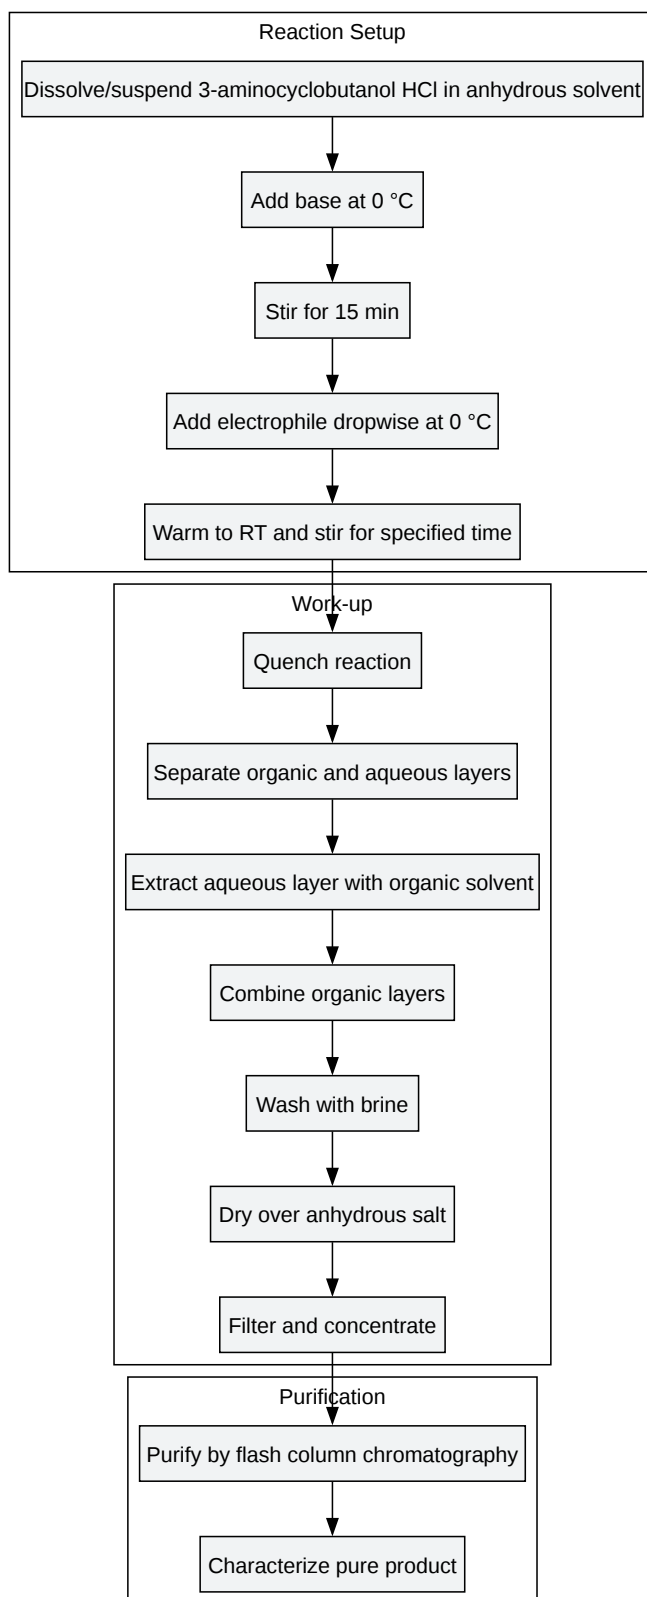 Reaction Setup
Dissolve/suspend 3-aminocyclobutanol HCl in anhydrous solvent
Add base at 0 °C
Stir for 15 min
Add electrophile dropwise at 0 °C
Warm to RT and stir for specified time
Work-up
Quench reaction
Separate organic and aqueous layers
Extract aqueous layer with organic solvent
Combine organic layers
Wash with brine
Dry over anhydrous salt
Filter and concentrate
Purification
Purify by flash column chromatography
Characterize pure product